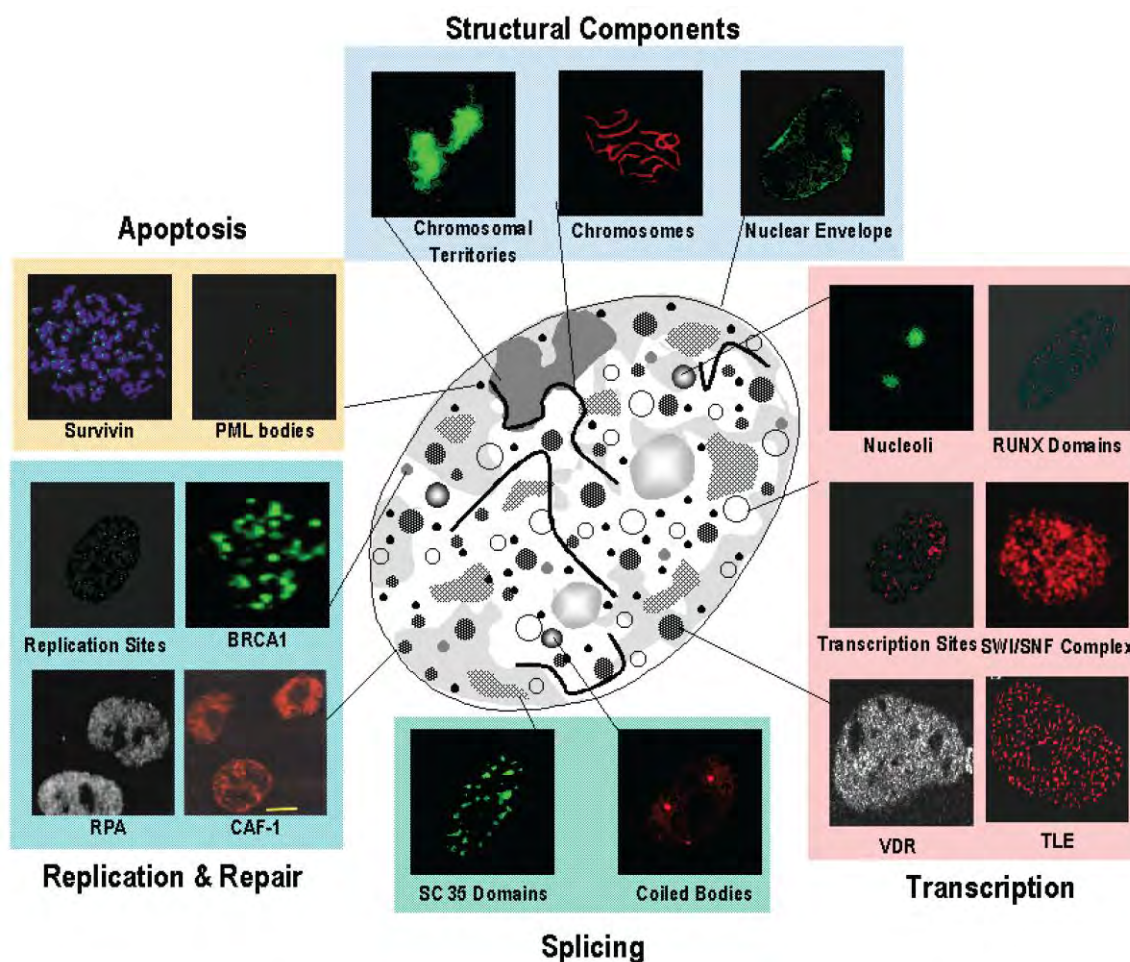 Structural Components
Chromosomal
Territories
Chromosomes
Nuclear Envelope
Apoptosis
Survivin
PML bodies
Nucleoli
RUNX Domains
Replication Sites
BRCA1
Transcription Sites
SWI/SNF Complex
RPA
CAF-1
VDR
TLE
Replication & Repair
SC 35 Domains
Coiled Bodies
Transcription
Splicing